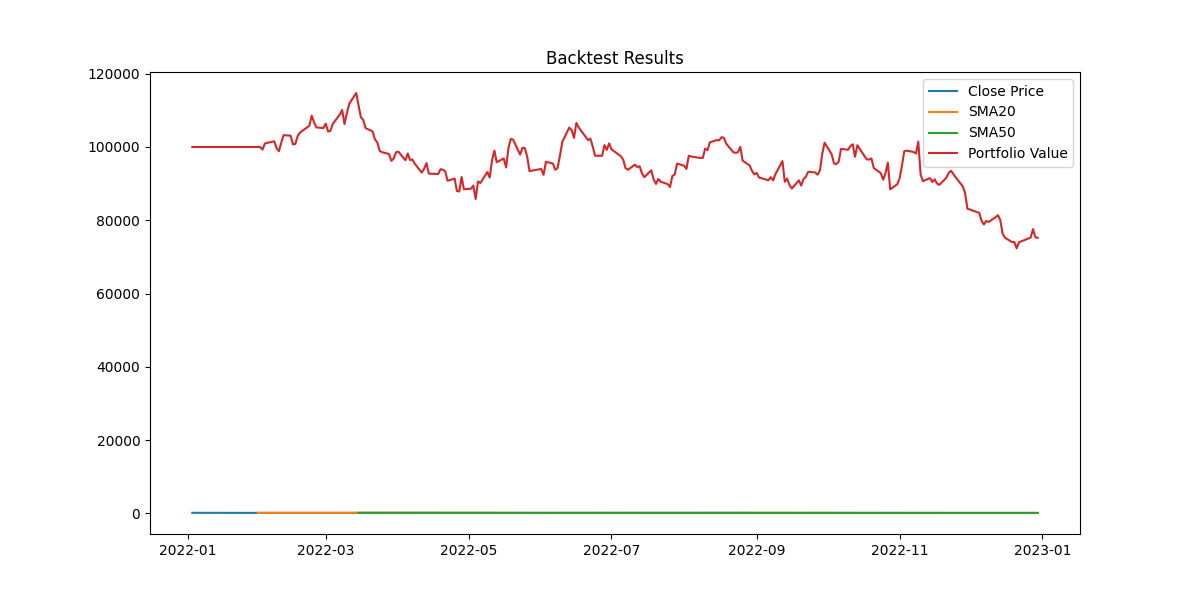 Backtest Results
120000
100000
80000
60000
40000
20000
0
Close Price
SMA20
SMA50
Portfolio Value
2022-01
2022-03
2022-05
2022-07
2022-09
2022-11
2023-01